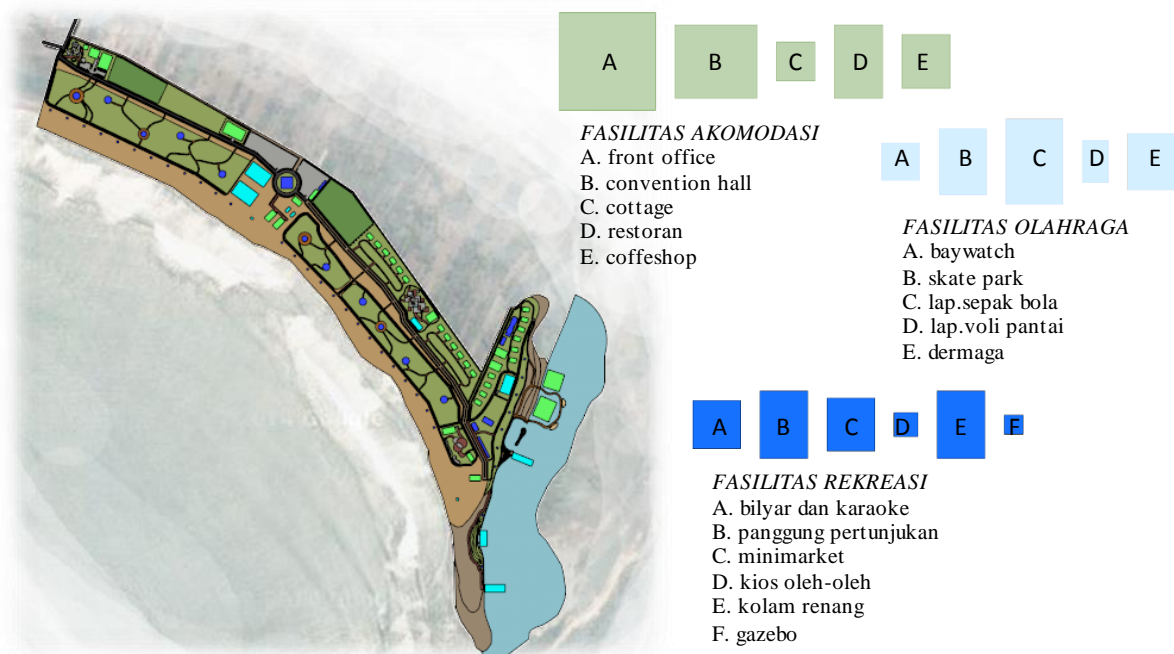 A B C D E
FASILITAS AKOMODASI
A. front office
B. convention hall
C. cottage
D. restoran
E. coffeshop
A B C D E
FASILITAS OLAHRAGA
A. baywatch
B. skate park
C. lap.sepak bola
D. lap.voli pantai
E. dermaga
A B C D E F
FASILITAS REKREASI
A. bilyar dan karaoke
B. panggung pertunjukan
C. minimarket
D. kios oleh-oleh
E. kolam renang
F. gazebo